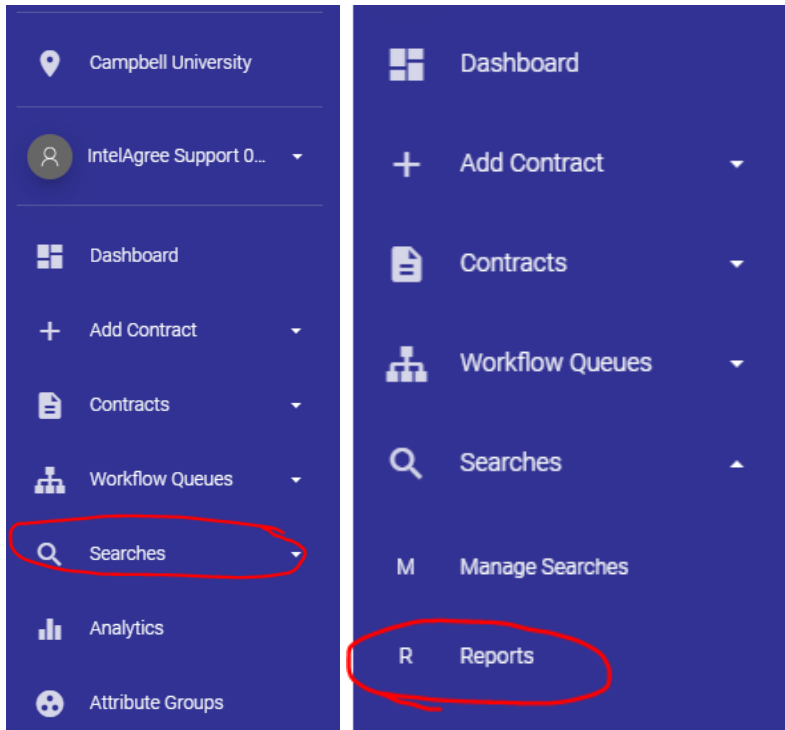 Campbell University
IntelAgree Support 0...
Dashboard
Add Contract
Contracts
Workflow Queues
Searches
Analytics
Attribute Groups
Dashboard
Add Contract
Contracts
Workflow Queues
Searches
M Manage Searches
R Reports